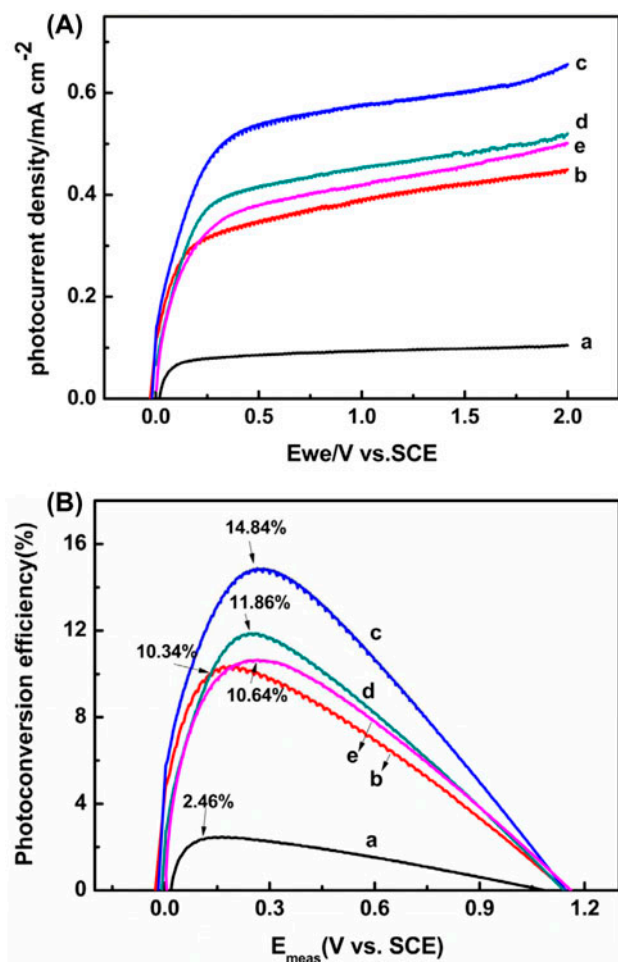 (A)
photocurrent density/mA cm-2
0.6
0.4
0.2
0.0
c
d
e
b
a
0.0 0.5 1.0 1.5 2.0
Ewe/V vs.SCE
(B)
Photoconversion efficiency(%)
16
12
8
4
0
14.84%
11.86%
10.34%
10.64%
2.46%
c
d
e
b
a
0.0 0.3 0.6 0.9 1.2
Emeas(V vs. SCE)